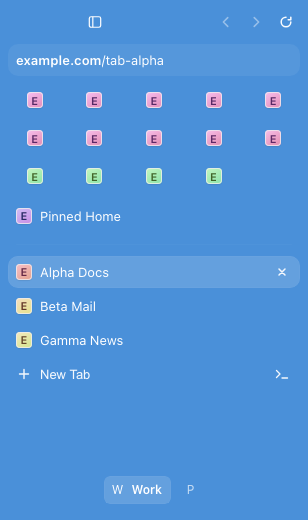 example.com/tab-alpha
E E E E E
E E E E E
E E E E
E Pinned Home
E Alpha Docs
E Beta Mail
E Gamma News
New Tab
W Work P